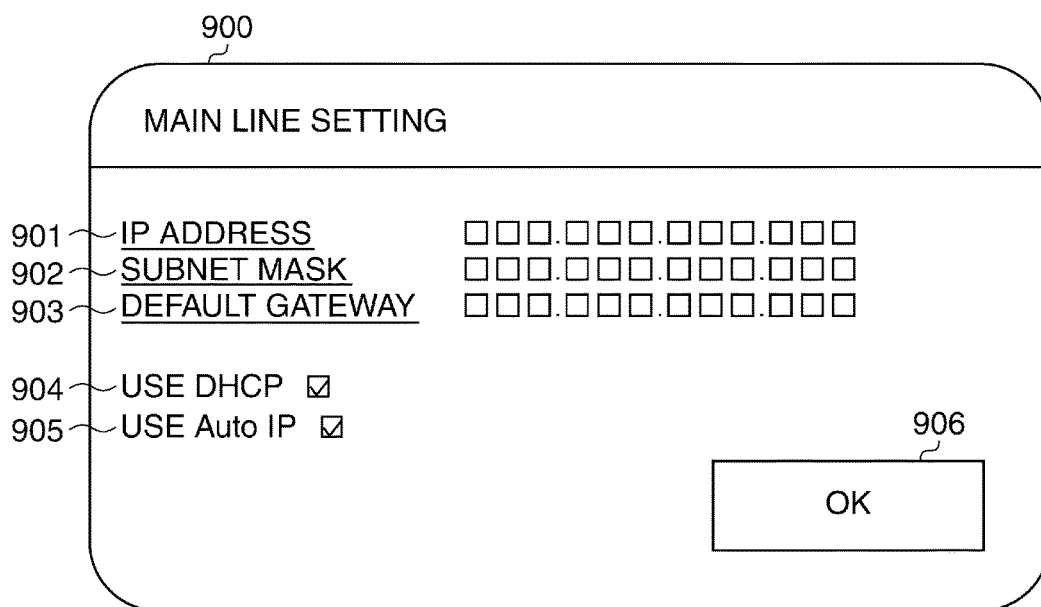 900
MAIN LINE SETTING
901 IP ADDRESS □□□.□□□.□□□.□□□
902 SUBNET MASK □□□.□□□.□□□.□□□
903 DEFAULT GATEWAY □□□.□□□.□□□.□□□
904 USE DHCP ☑
905 USE Auto IP ☑
906
OK